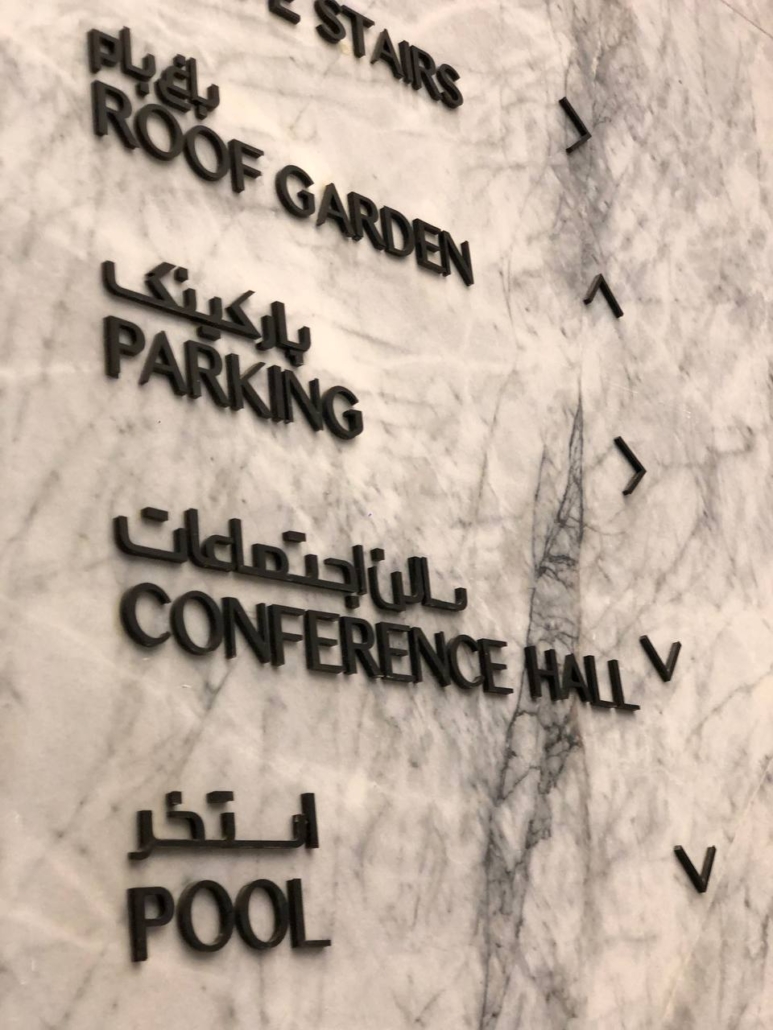 STAIRS
باغ بام
ROOF GARDEN
پارکینگ
PARKING
سالن اجتماعات
CONFERENCE HALL
استخر
POOL